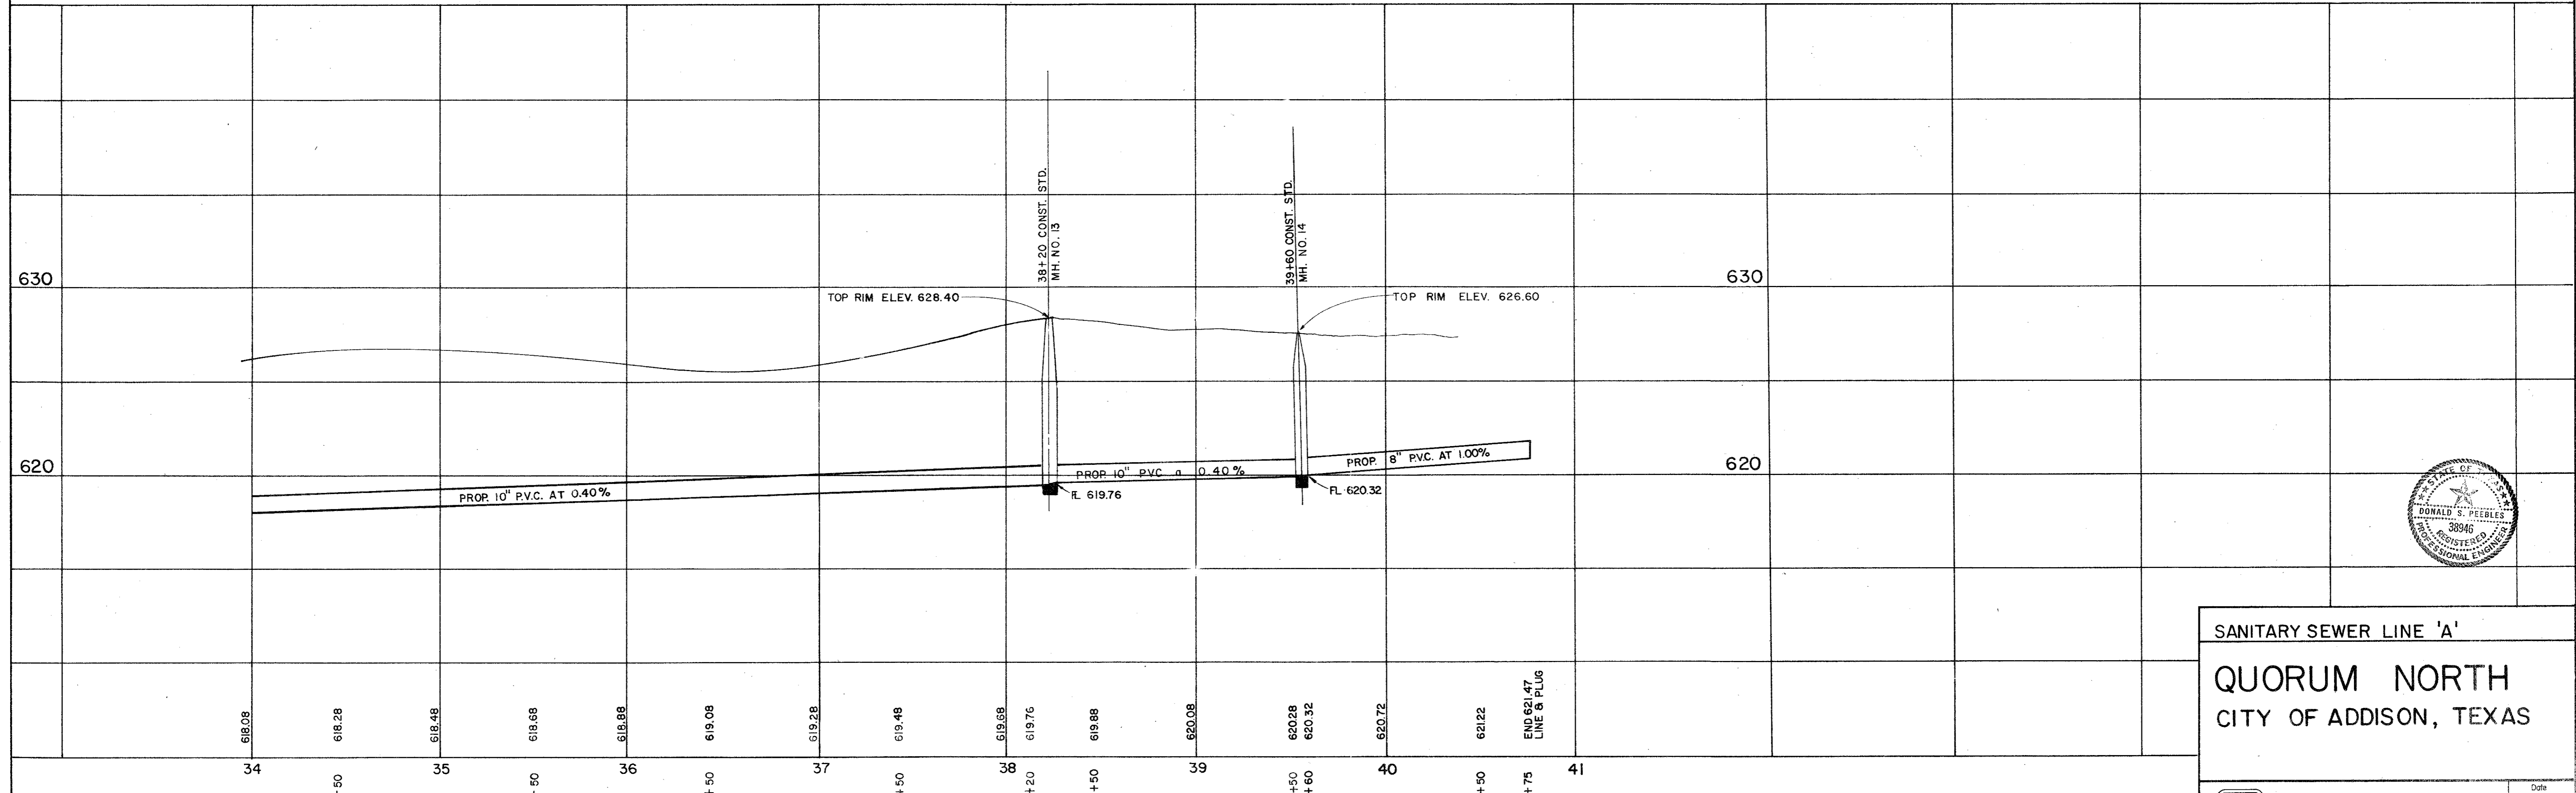 38+20 CONST. STD.
MH. NO. 13
39+60 CONST. STD.
MH. NO. 14
630
630
TOP RIM ELEV. 628.40
TOP RIM ELEV. 626.60
620
620
PROP. 10" P.V.C. AT 0.40%
PROP. 10" PVC a 0.40%
PROP. 8" P.V.C. AT 1.00%
FL 619.76
FL 620.32
STATE OF TEXAS
DONALD S. PEEBLES
38946
REGISTERED
PROFESSIONAL ENGINEER
SANITARY SEWER LINE 'A'
QUORUM NORTH
CITY OF ADDISON, TEXAS
Date
618.08
618.28
618.48
618.68
618.88
619.08
619.28
619.48
619.68
619.76
619.88
620.08
620.28
620.32
620.72
621.22
END 621.47
LINE & PLUG
34
35
36
37
38
39
40
41
+50
+50
+50
+50
+20
+50
+50
+60
+50
+75